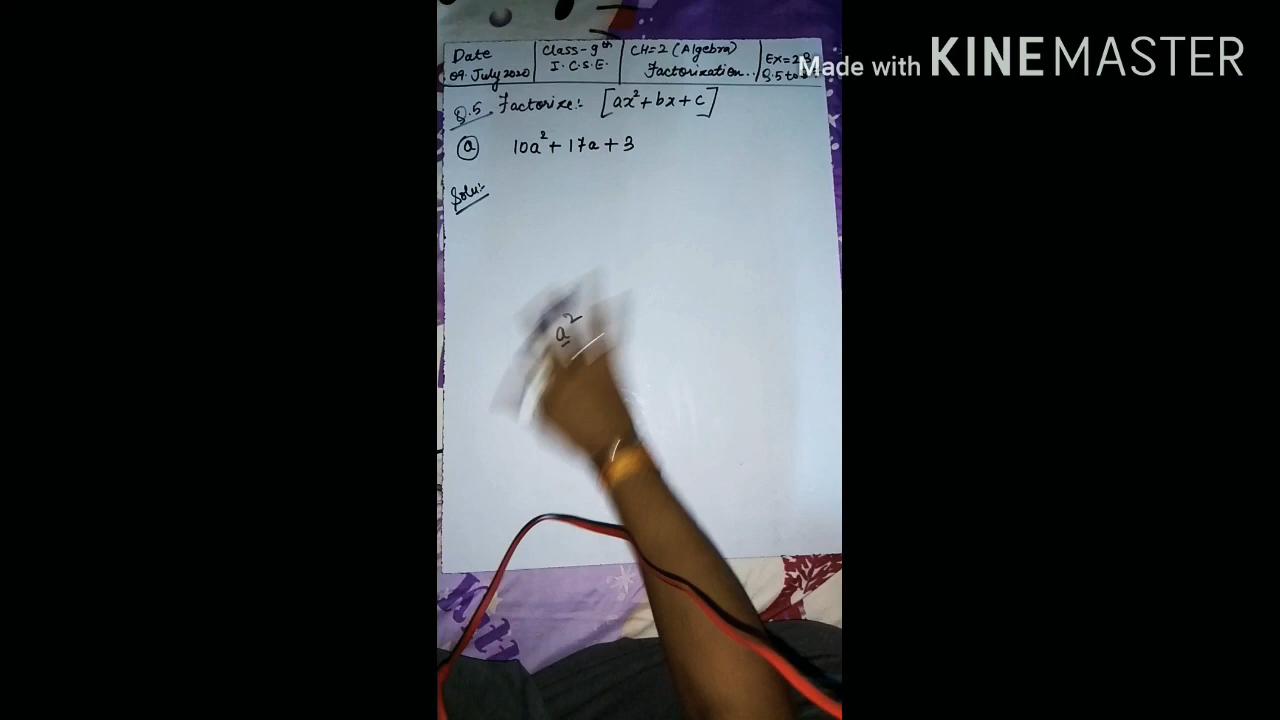 Made with KINEMASTER
Date
09. July 2020
Class - 9th
I. C. S. E.
CH = 2 (Algebra)
Factorization..
Q.5 Factorize:- [ax² + bx + c]
(a) 10a² + 17a + 3
Solu:-
a²